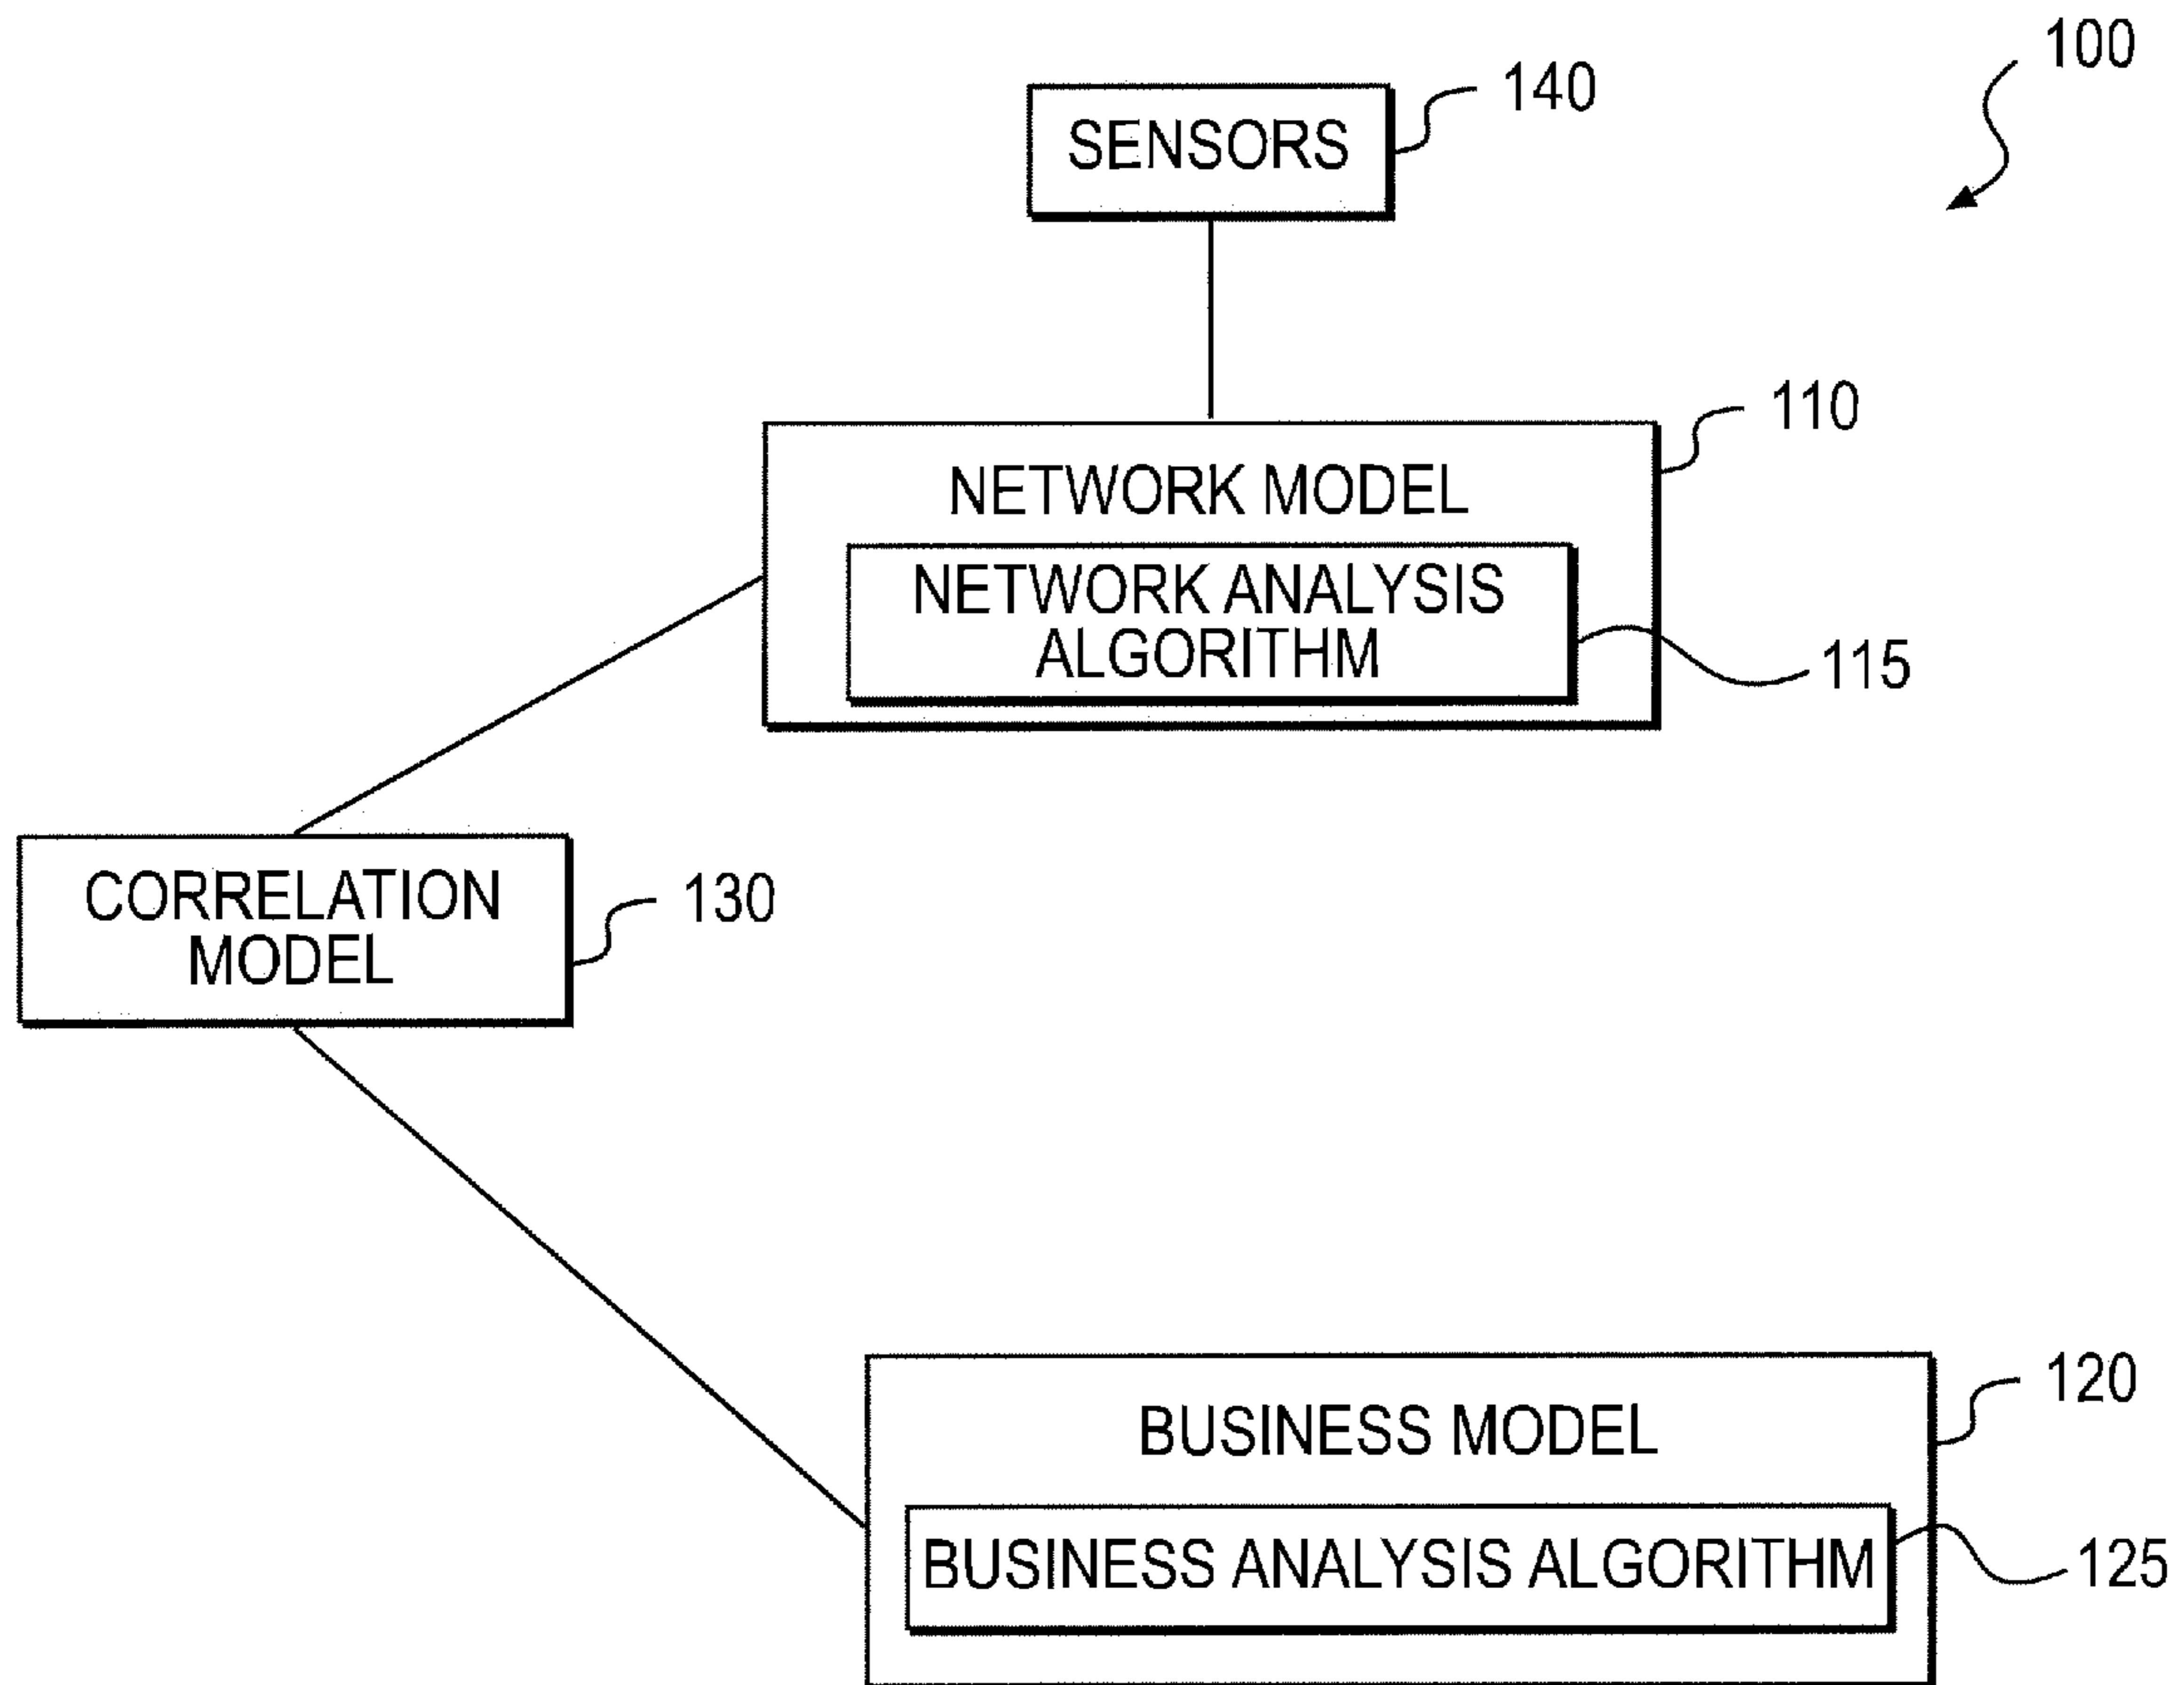 100
140
SENSORS
110
NETWORK MODEL
NETWORK ANALYSIS
ALGORITHM
115
CORRELATION
MODEL
130
120
BUSINESS MODEL
BUSINESS ANALYSIS ALGORITHM
125